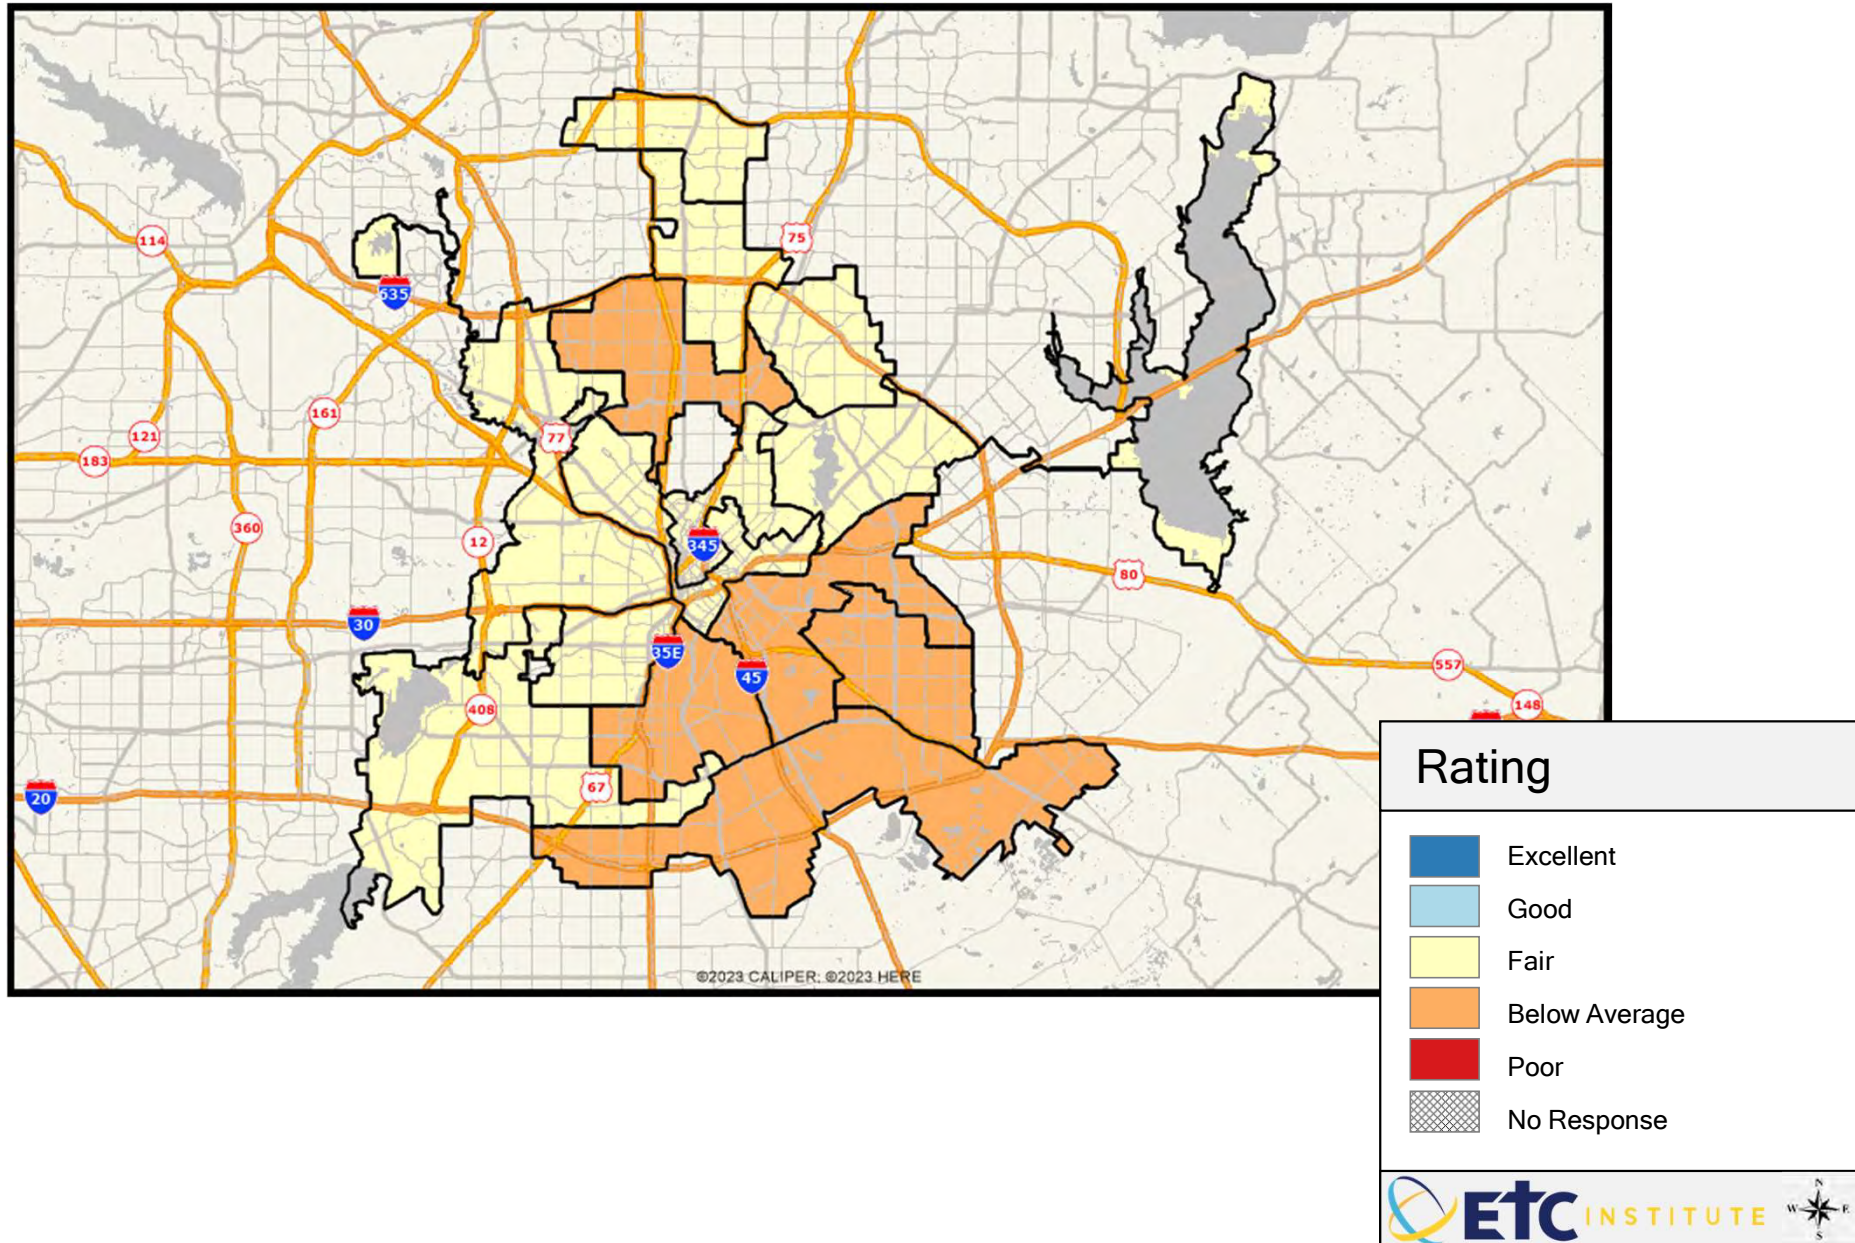 114
75
635
161
121
77
183
360
12
345
80
30
35E
45
557
408
148
67
20
©2023 CALIPER; ©2023 HERE
Rating
Excellent
Good
Fair
Below Average
Poor
No Response
ETC INSTITUTE
N
W E
S